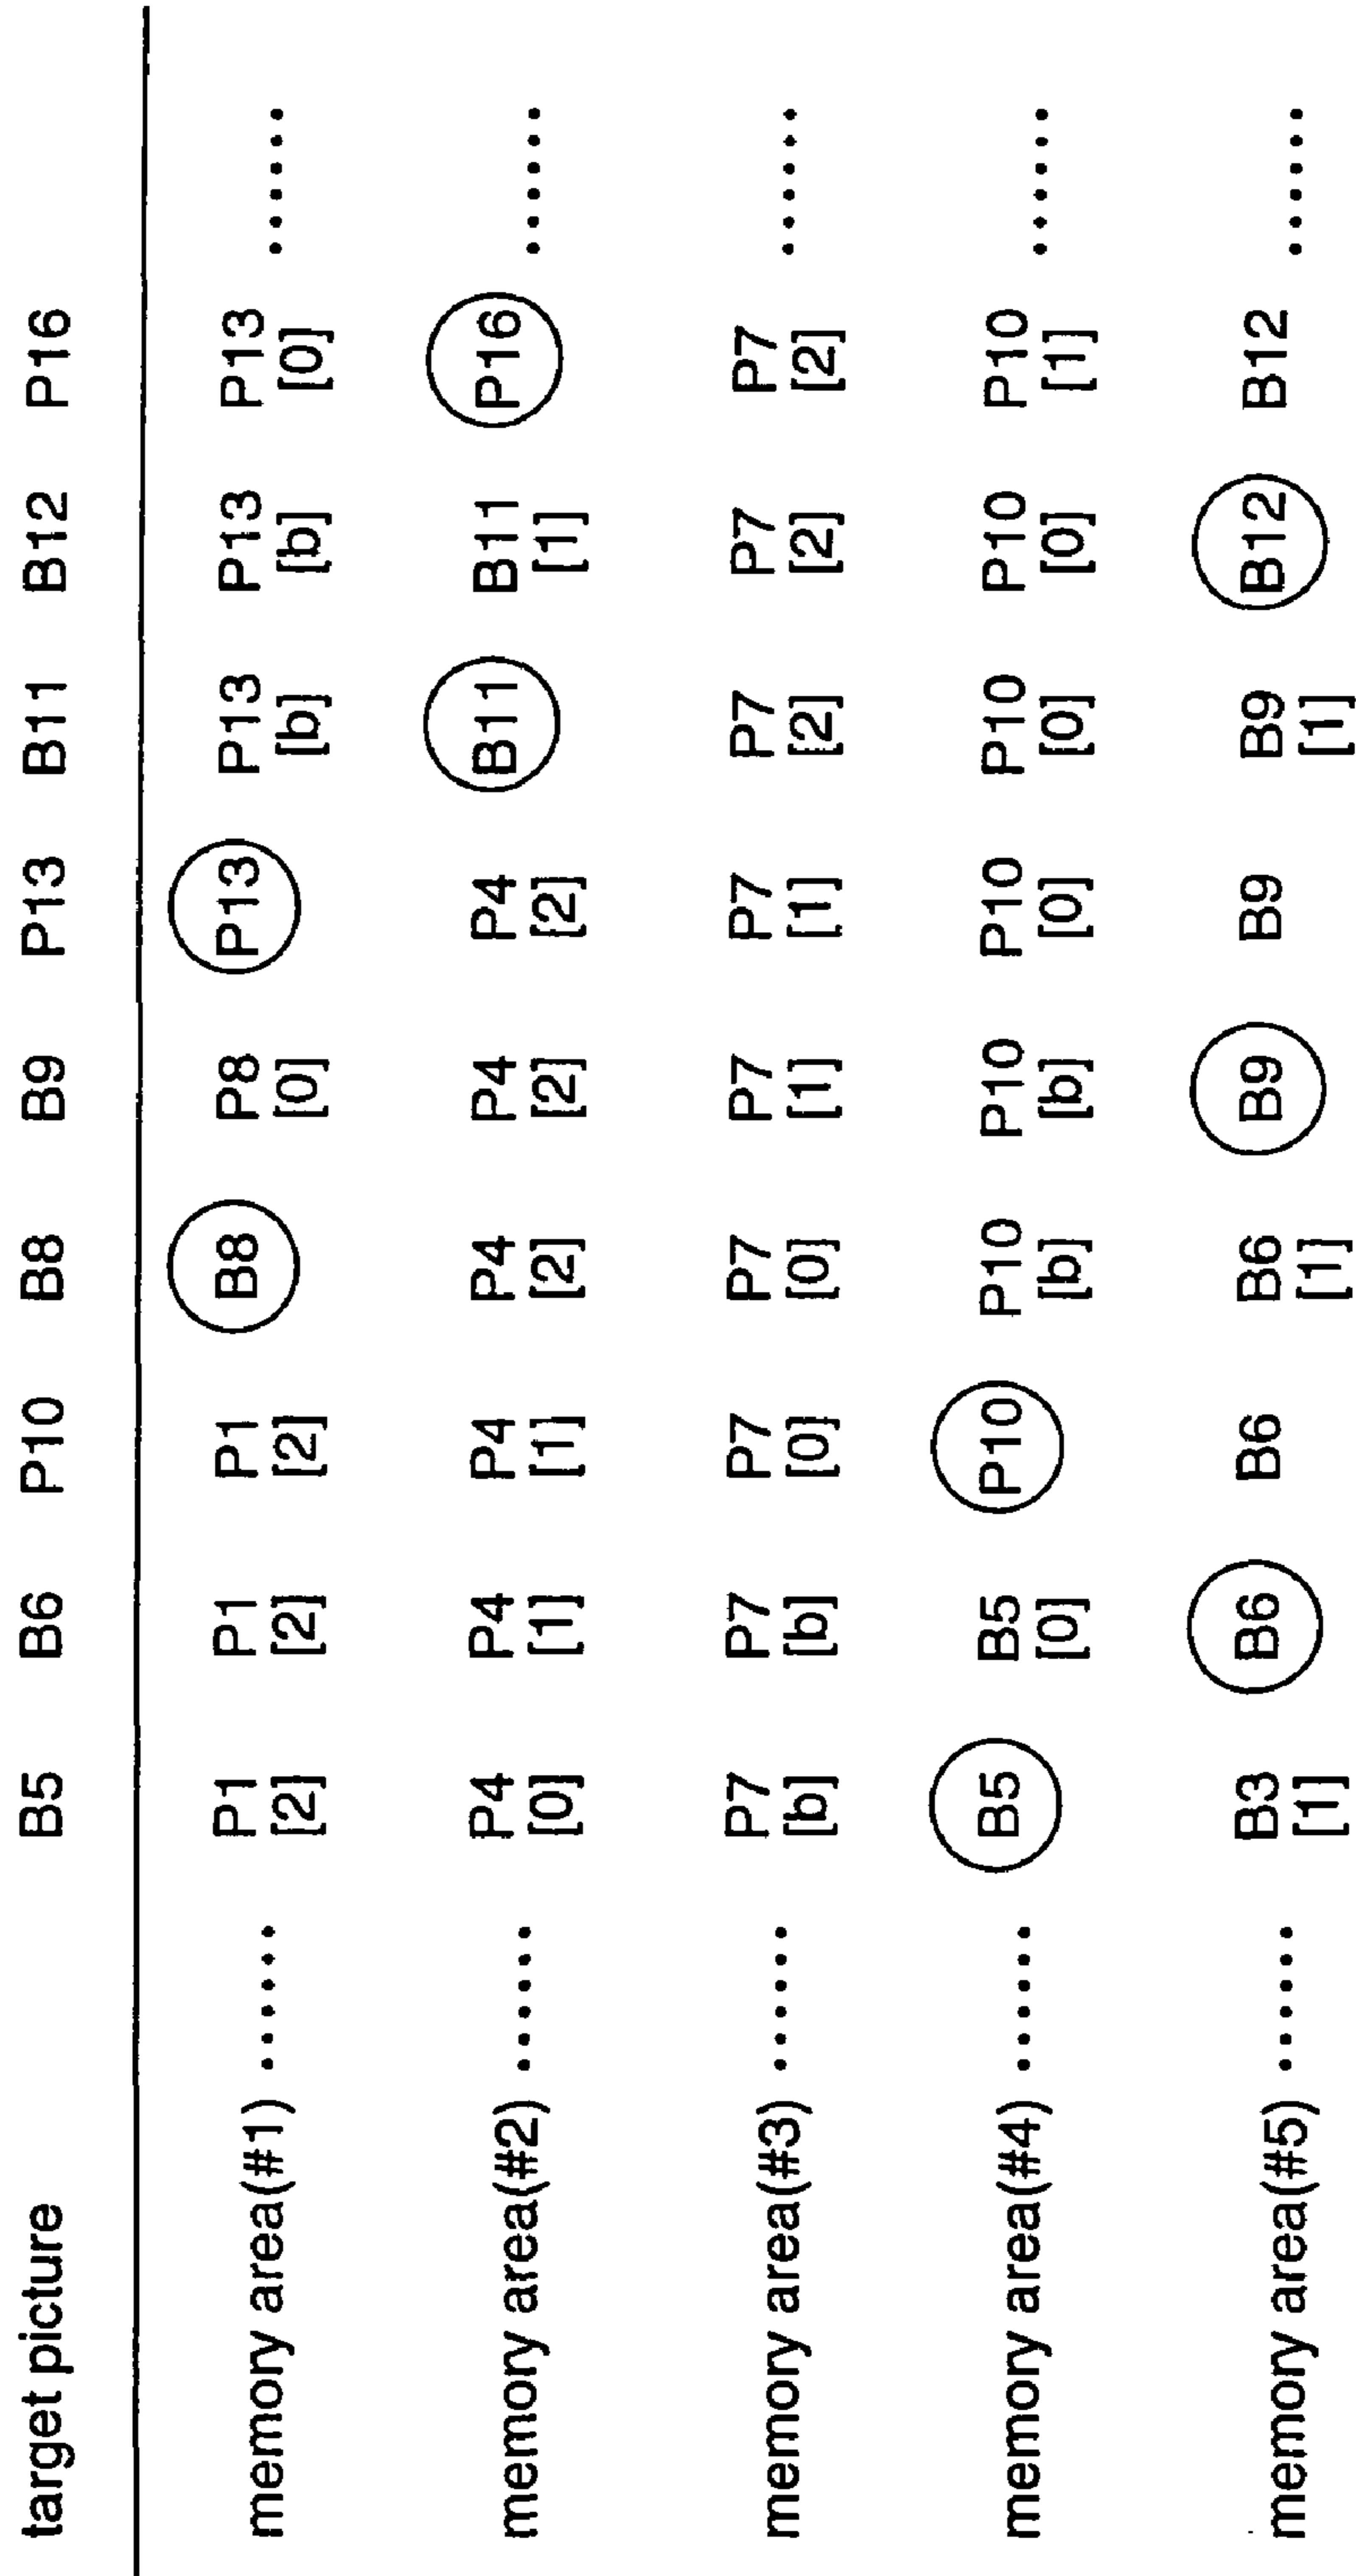 target picture B5 B6 P10 B8 B9 P13 B11 B12 P16
memory area(#1) ...... P1 P1 P1 B8 P8 P13 P13 P13 P13 ......
[2] [2] [2] [0] [b] [b] [0]
memory area(#2) ...... P4 P4 P4 P4 P4 P4 B11 B11 P16 ......
[0] [1] [1] [2] [2] [2] [1]
memory area(#3) ...... P7 P7 P7 P7 P7 P7 P7 P7 P7 ......
[b] [b] [0] [0] [1] [1] [2] [2] [2]
memory area(#4) ...... B5 B5 P10 P10 P10 P10 P10 P10 P10 ......
[0] [b] [b] [0] [0] [0] [1]
memory area(#5) ...... B3 B6 B6 B6 B9 B9 B9 B12 B12 ......
[1] [1] [1]